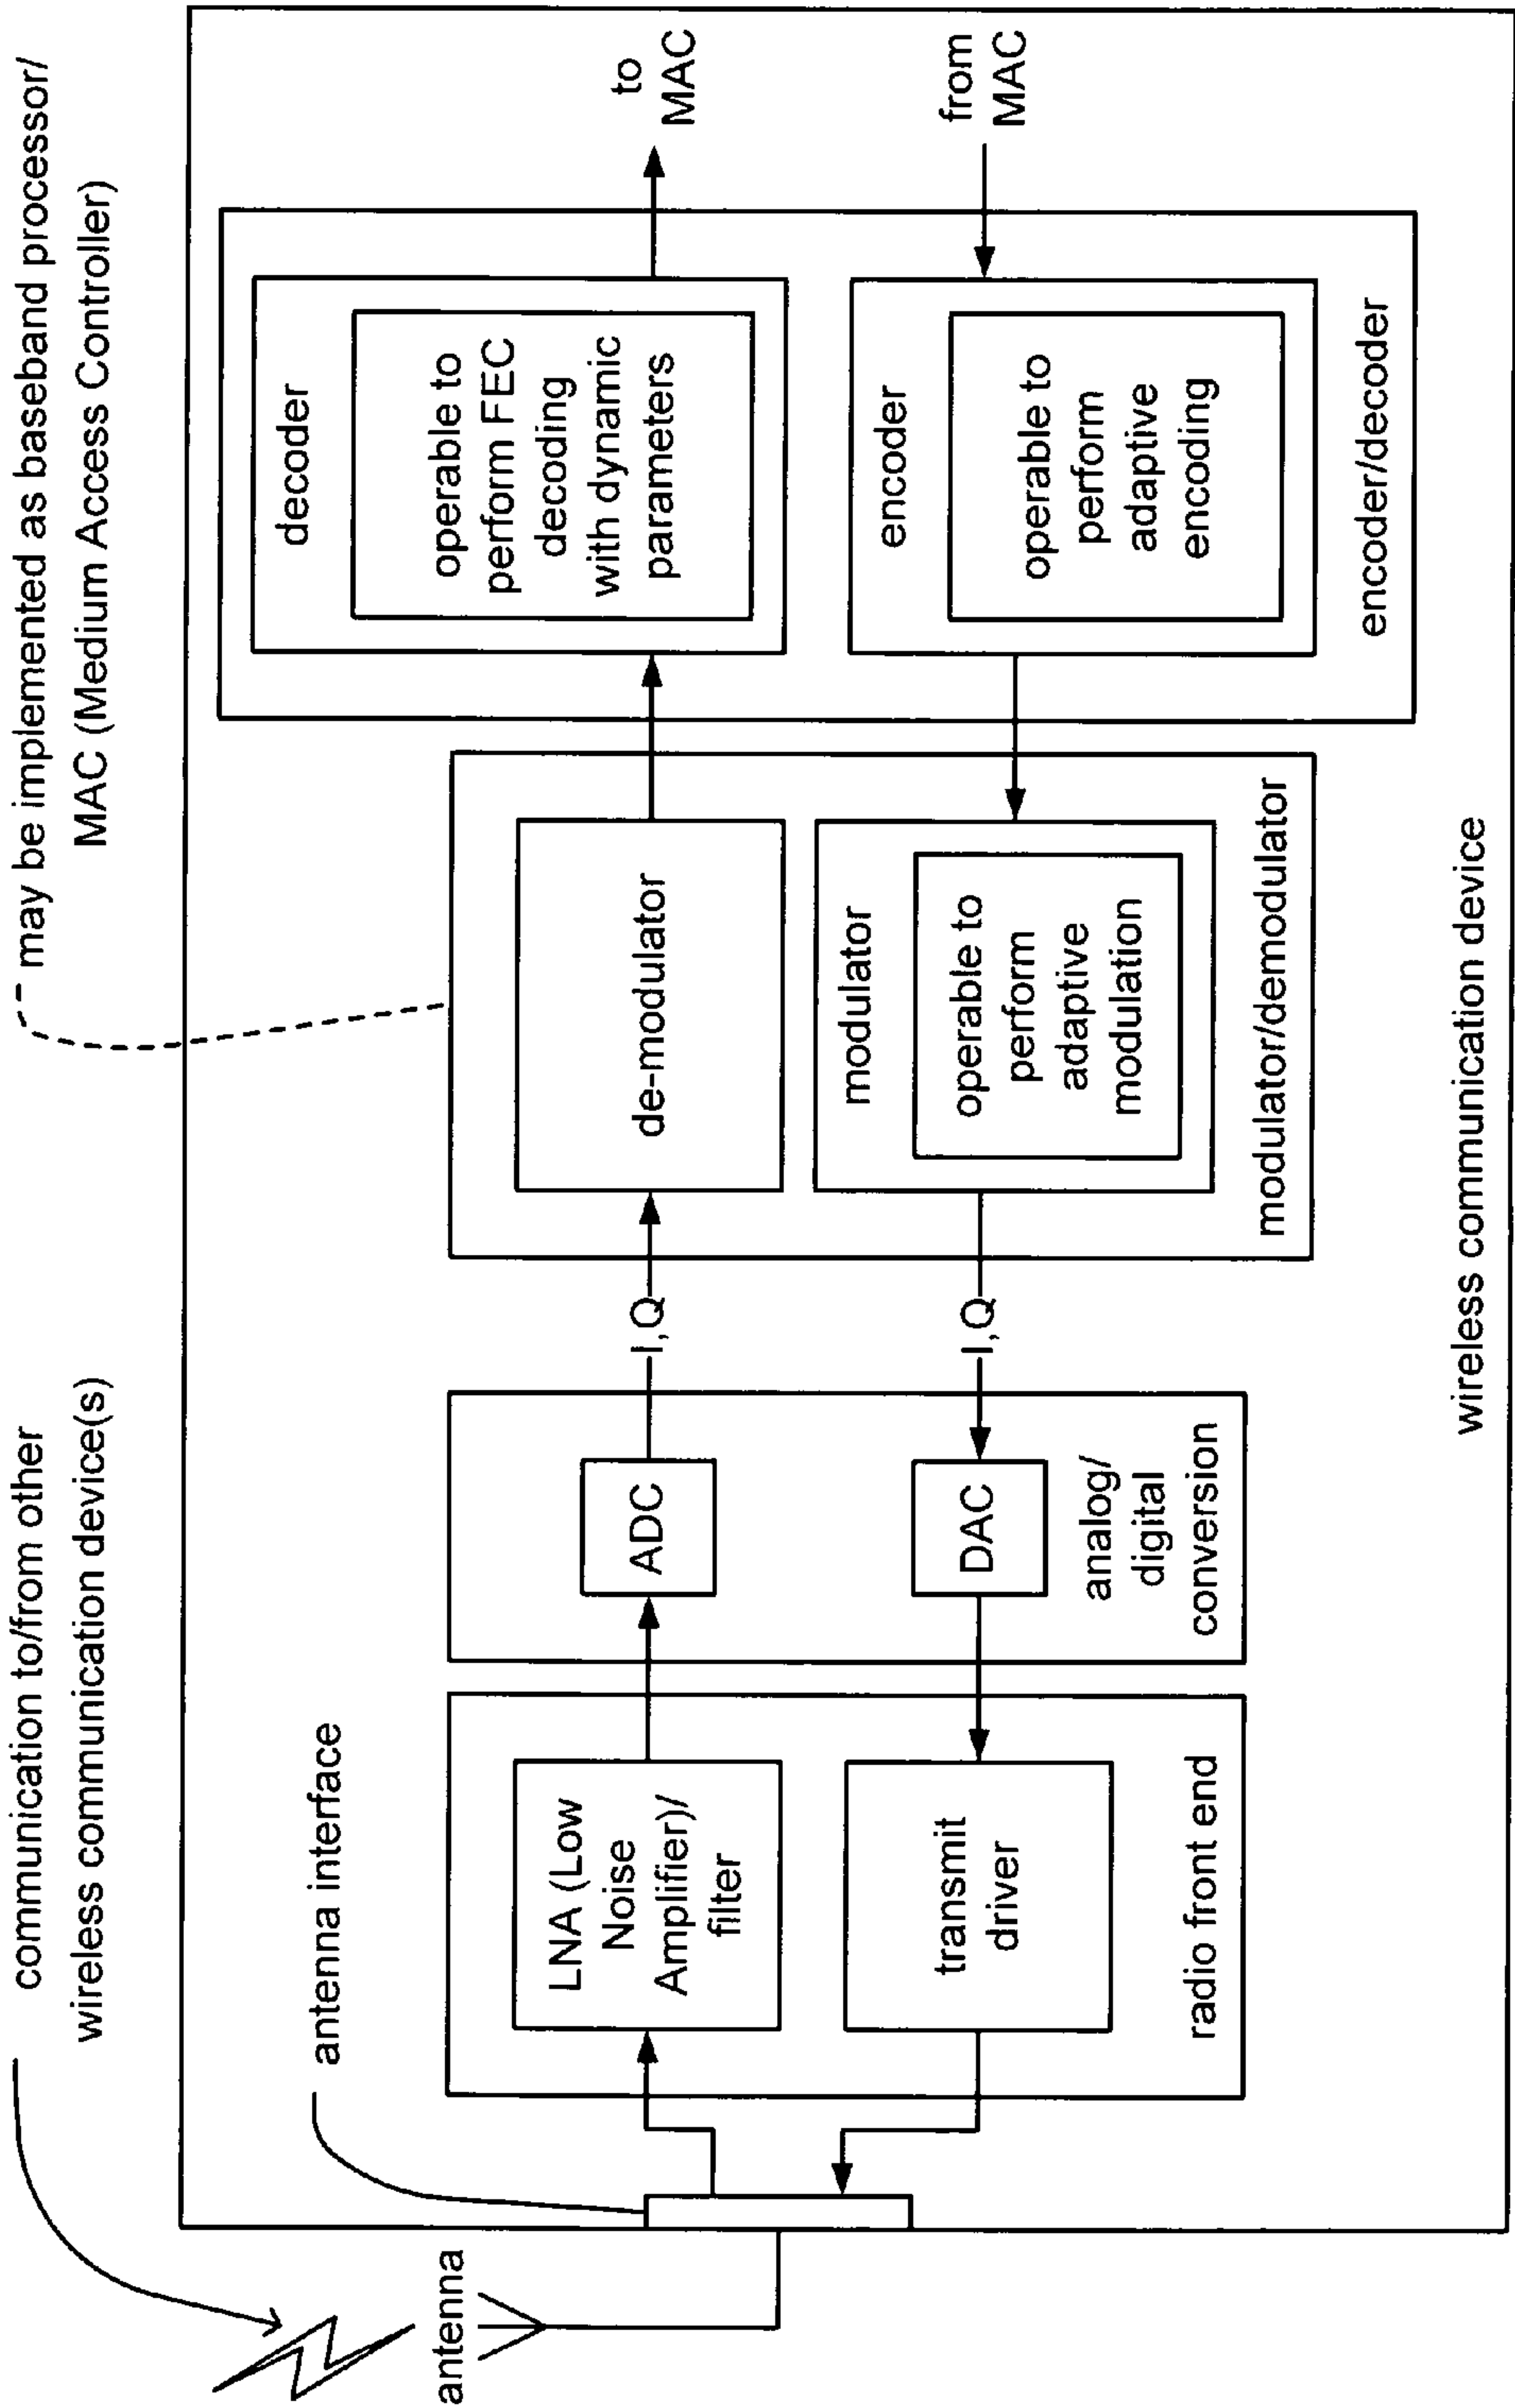 communication to/from other
wireless communication device(s)
may be implemented as baseband processor/
MAC (Medium Access Controller)
antenna
antenna interface
LNA (Low
Noise
Amplifier)/
filter
transmit
driver
radio front end
ADC
DAC
analog/
digital
conversion
I,Q
I,Q
de-modulator
modulator
operable to
perform
adaptive
modulation
modulator/demodulator
decoder
operable to
perform FEC
decoding
with dynamic
parameters
encoder
operable to
perform
adaptive
encoding
encoder/decoder
to
MAC
from
MAC
wireless communication device